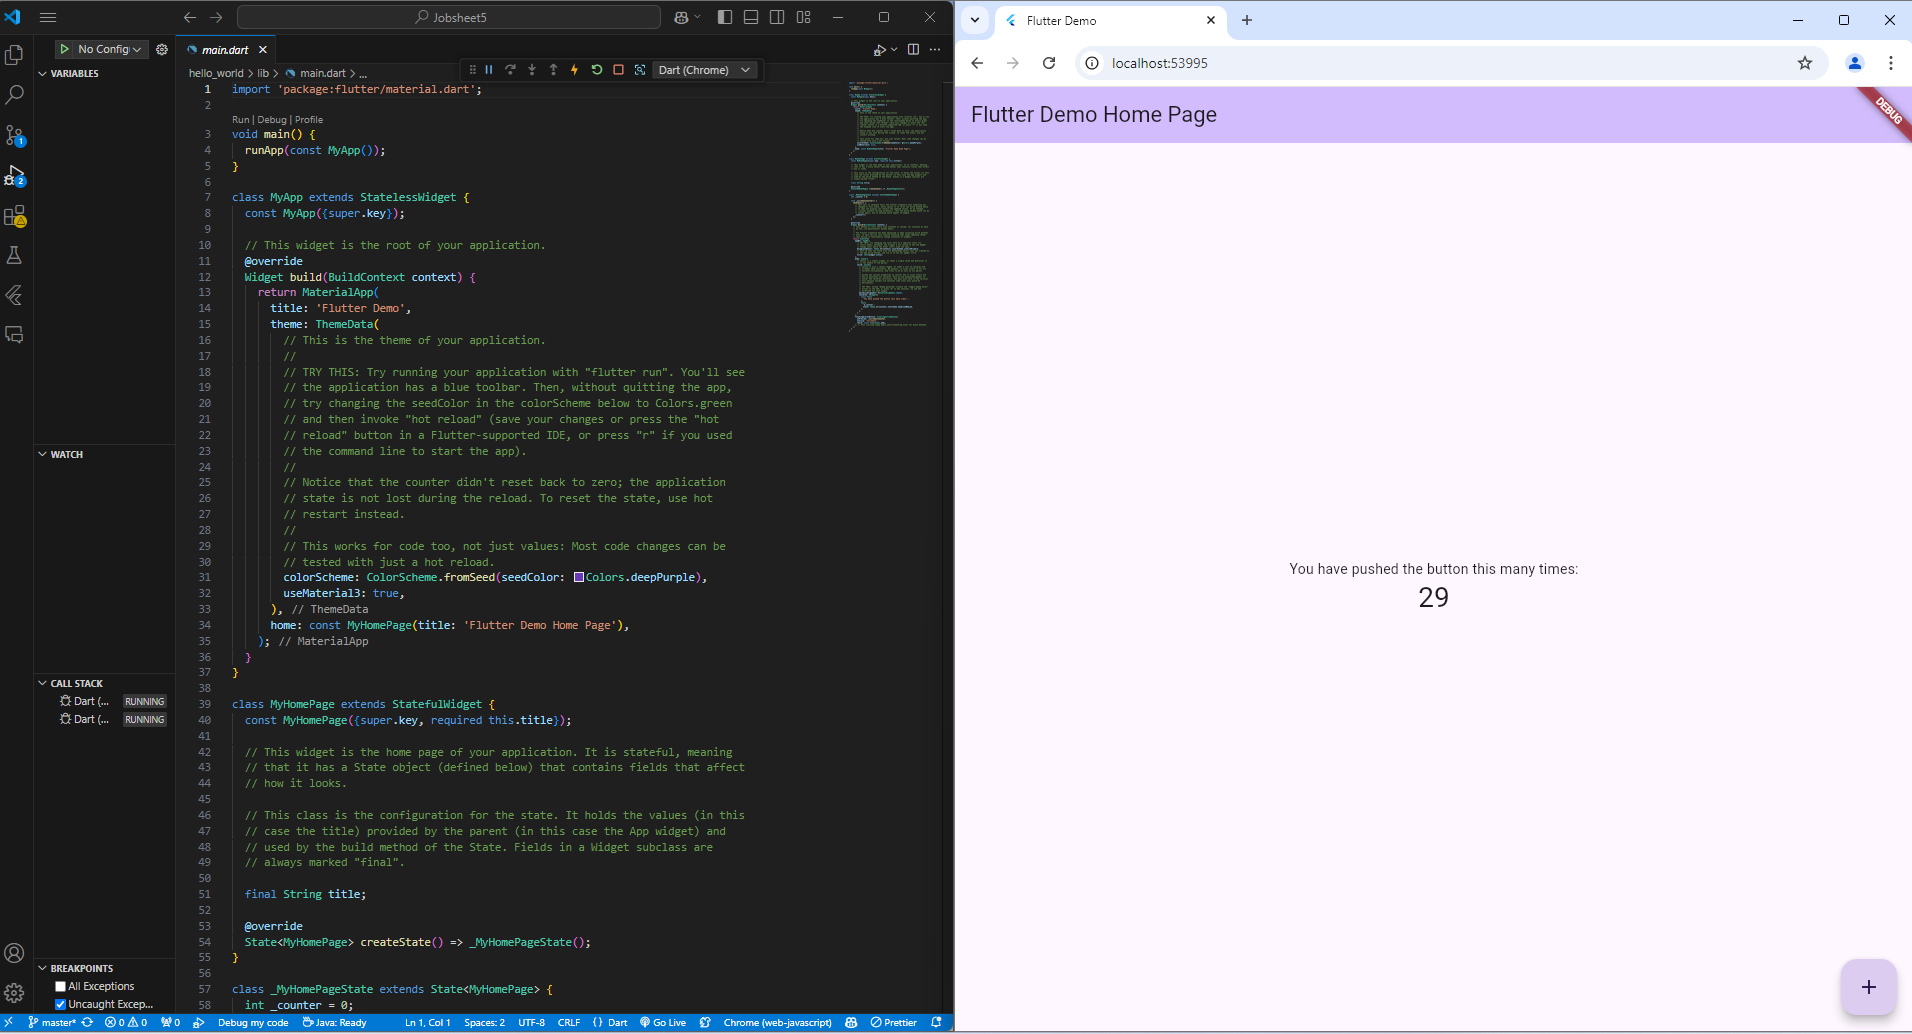 Jobsheet5
No Config
main.dart
Dart (Chrome)
hello_world > lib > main.dart > ...
VARIABLES
WATCH
CALL STACK
Dart (... RUNNING
Dart (... RUNNING
BREAKPOINTS
All Exceptions
Uncaught Excep...
1
2
1 import 'package:flutter/material.dart';
2
Run | Debug | Profile
3 void main() {
4 runApp(const MyApp());
5 }
6
7 class MyApp extends StatelessWidget {
8 const MyApp({super.key});
9
10 // This widget is the root of your application.
11 @override
12 Widget build(BuildContext context) {
13 return MaterialApp(
14 title: 'Flutter Demo',
15 theme: ThemeData(
16 // This is the theme of your application.
17 //
18 // TRY THIS: Try running your application with "flutter run". You'll see
19 // the application has a blue toolbar. Then, without quitting the app,
20 // try changing the seedColor in the colorScheme below to Colors.green
21 // and then invoke "hot reload" (save your changes or press the "hot
22 // reload" button in a Flutter-supported IDE, or press "r" if you used
23 // the command line to start the app).
24 //
25 // Notice that the counter didn't reset back to zero; the application
26 // state is not lost during the reload. To reset the state, use hot
27 // restart instead.
28 //
29 // This works for code too, not just values: Most code changes can be
30 // tested with just a hot reload.
31 colorScheme: ColorScheme.fromSeed(seedColor: Colors.deepPurple),
32 useMaterial3: true,
33 ), // ThemeData
34 home: const MyHomePage(title: 'Flutter Demo Home Page'),
35 ); // MaterialApp
36 }
37 }
38
39 class MyHomePage extends StatefulWidget {
40 const MyHomePage({super.key, required this.title});
41
42 // This widget is the home page of your application. It is stateful, meaning
43 // that it has a State object (defined below) that contains fields that affect
44 // how it looks.
45
46 // This class is the configuration for the state. It holds the values (in this
47 // case the title) provided by the parent (in this case the App widget) and
48 // used by the build method of the State. Fields in a Widget subclass are
49 // always marked "final".
50
51 final String title;
52
53 @override
54 State<MyHomePage> createState() => _MyHomePageState();
55 }
56
57 class _MyHomePageState extends State<MyHomePage> {
58 int _counter = 0;
master* 0 0 0 Debug my code Java: Ready Ln 1, Col 1 Spaces: 2 UTF-8 CRLF {} Dart Go Live Chrome (web-javascript) Prettier
Flutter Demo
localhost:53995
Flutter Demo Home Page
DEBUG
You have pushed the button this many times:
29
+